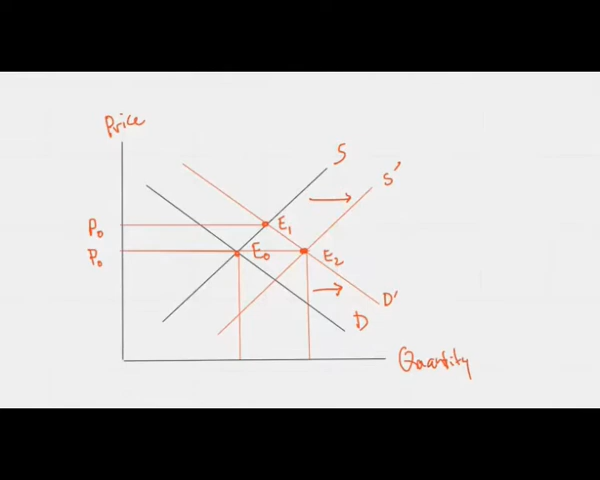 Price
S
S'
P₀
E₁
P₀
E₀
E₂
D'
D
Quantity